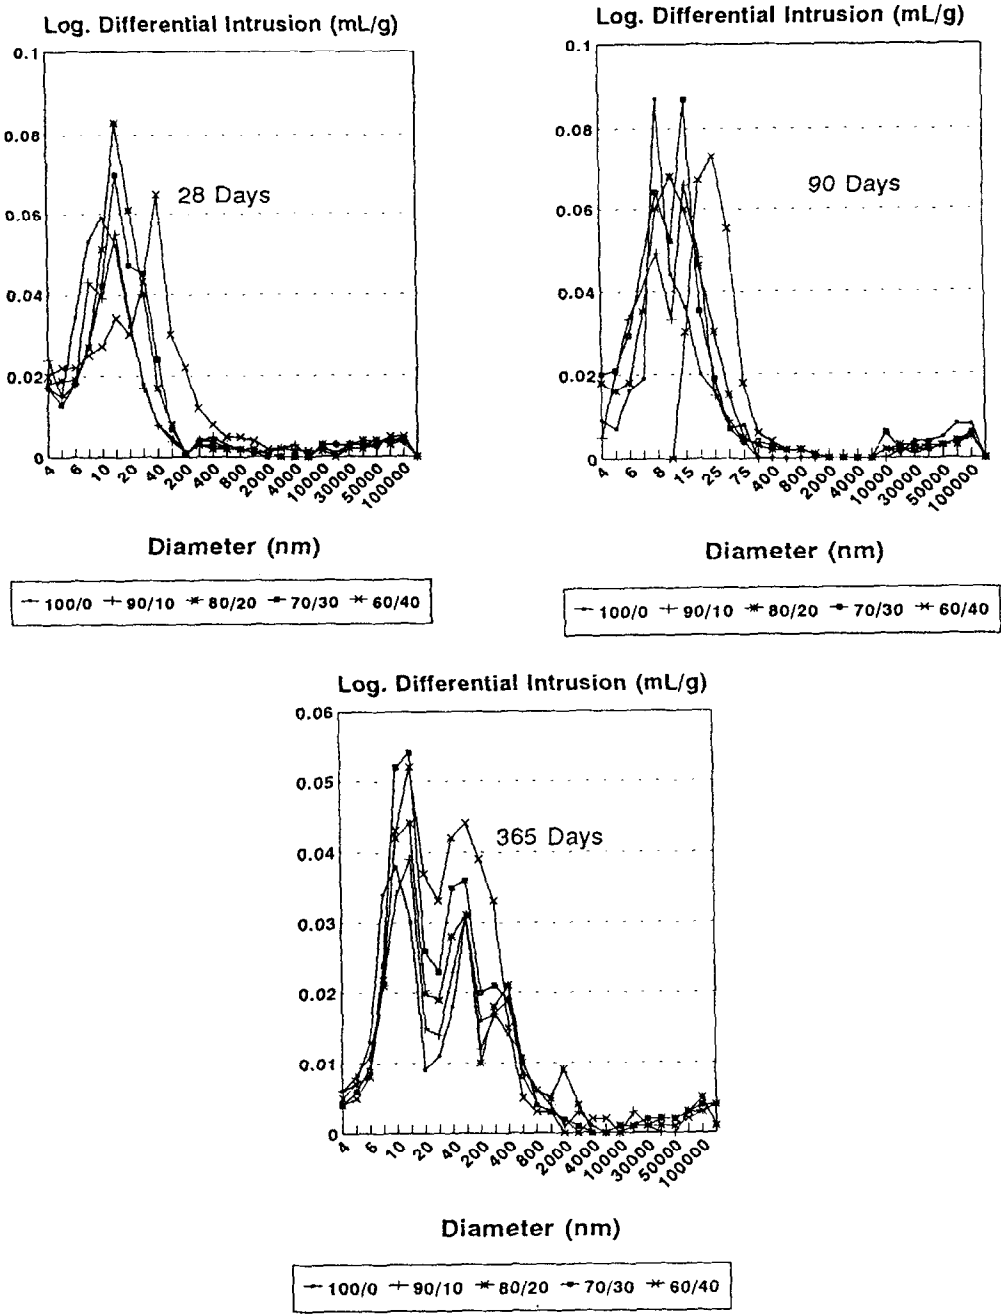 Log. Differential Intrusion (mL/g)
0.1
0.08
0.06
0.04
0.02
0
28 Days
4 6 10 20 40 200 400 800 2000 4000 10000 30000 50000 100000
Diameter (nm)
100/0 90/10 80/20 70/30 60/40
Log. Differential Intrusion (mL/g)
0.1
0.08
0.06
0.04
0.02
0
90 Days
4 6 8 15 25 75 400 800 2000 4000 10000 30000 50000 100000
Diameter (nm)
100/0 90/10 80/20 70/30 60/40
Log. Differential Intrusion (mL/g)
0.06
0.05
0.04
0.03
0.02
0.01
0
365 Days
4 6 10 20 40 200 400 800 2000 4000 10000 30000 50000 100000
Diameter (nm)
100/0 90/10 80/20 70/30 60/40